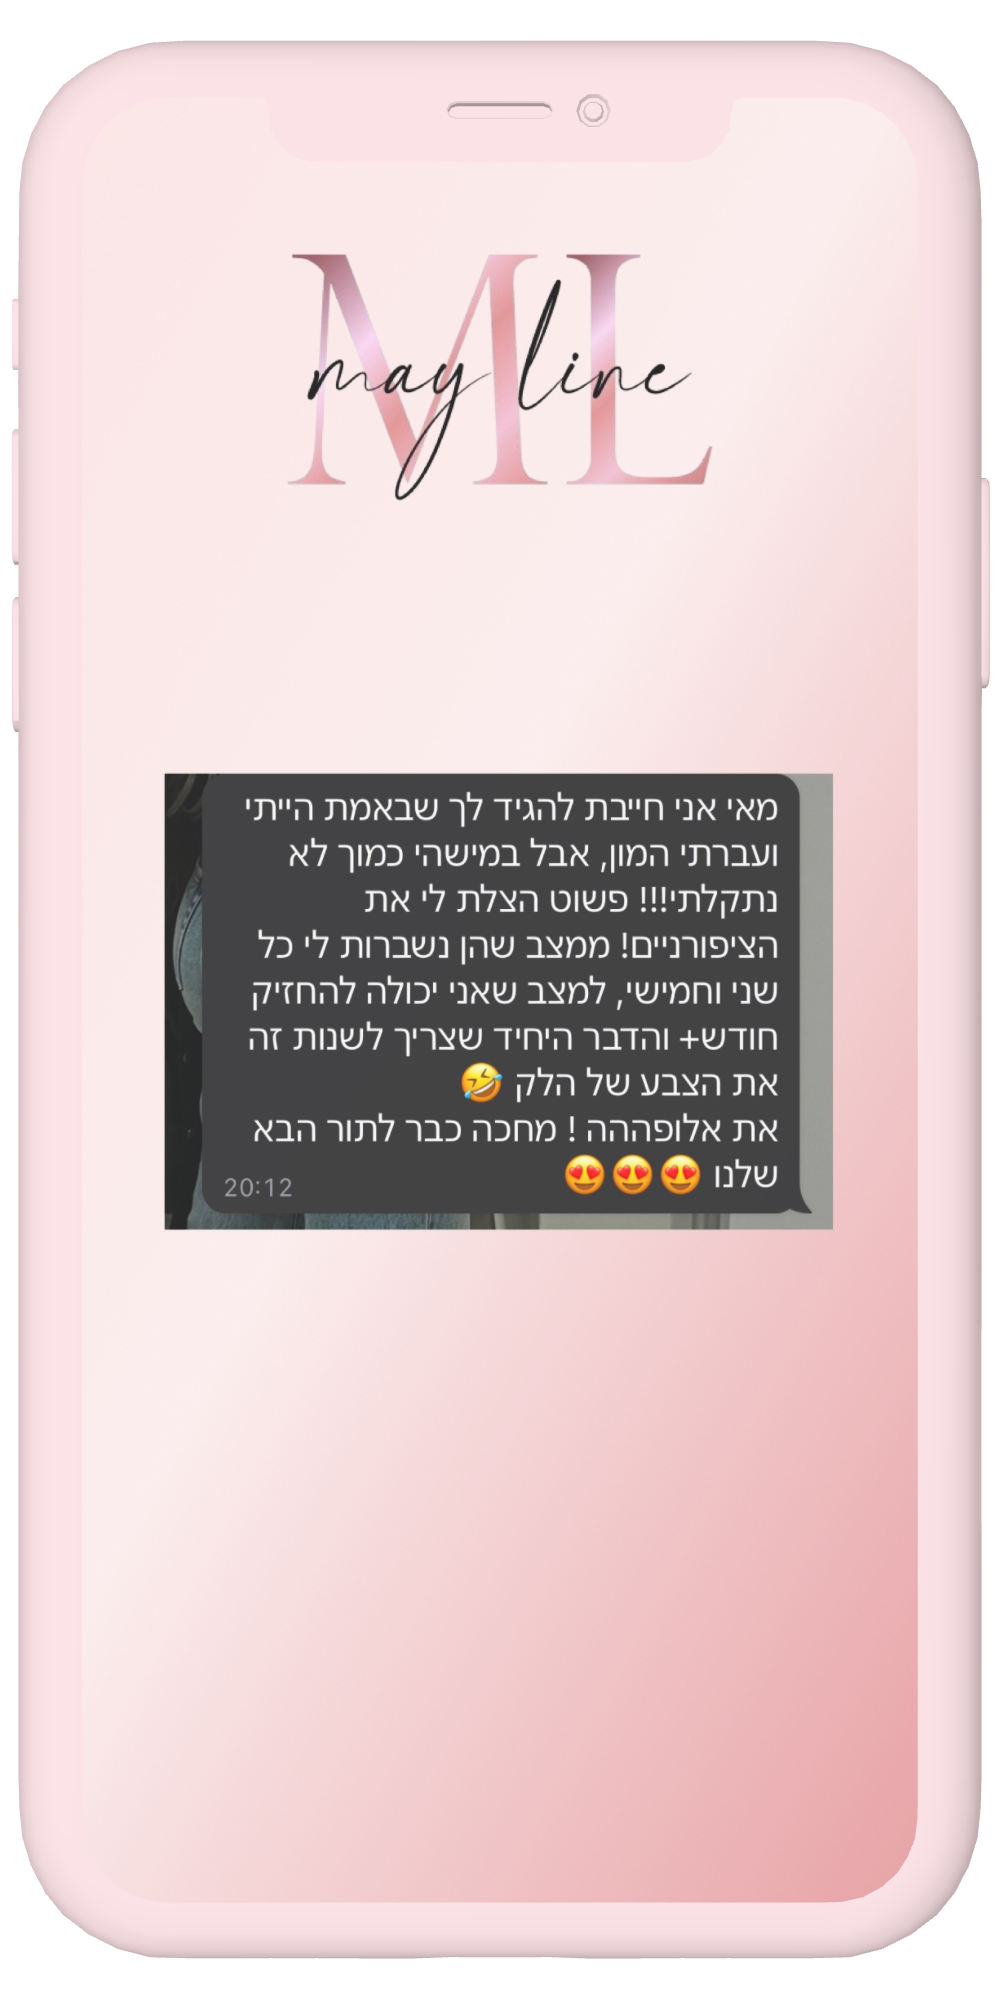 ML
may line
מאי אני חייבת להגיד לך שבאמת הייתי
ועברתי המון, אבל במישהי כמוך לא
נתקלתי!!! פשוט הצלת לי את
הציפורניים! ממצב שהן נשברות לי כל
שני וחמישי, למצב שאני יכולה להחזיק
חודש+ והדבר היחיד שצריך לשנות זה
את הצבע של הלק 🤣
את אלופהההה ! מחכה כבר לתור הבא
שלנו 😍😍😍
20:12